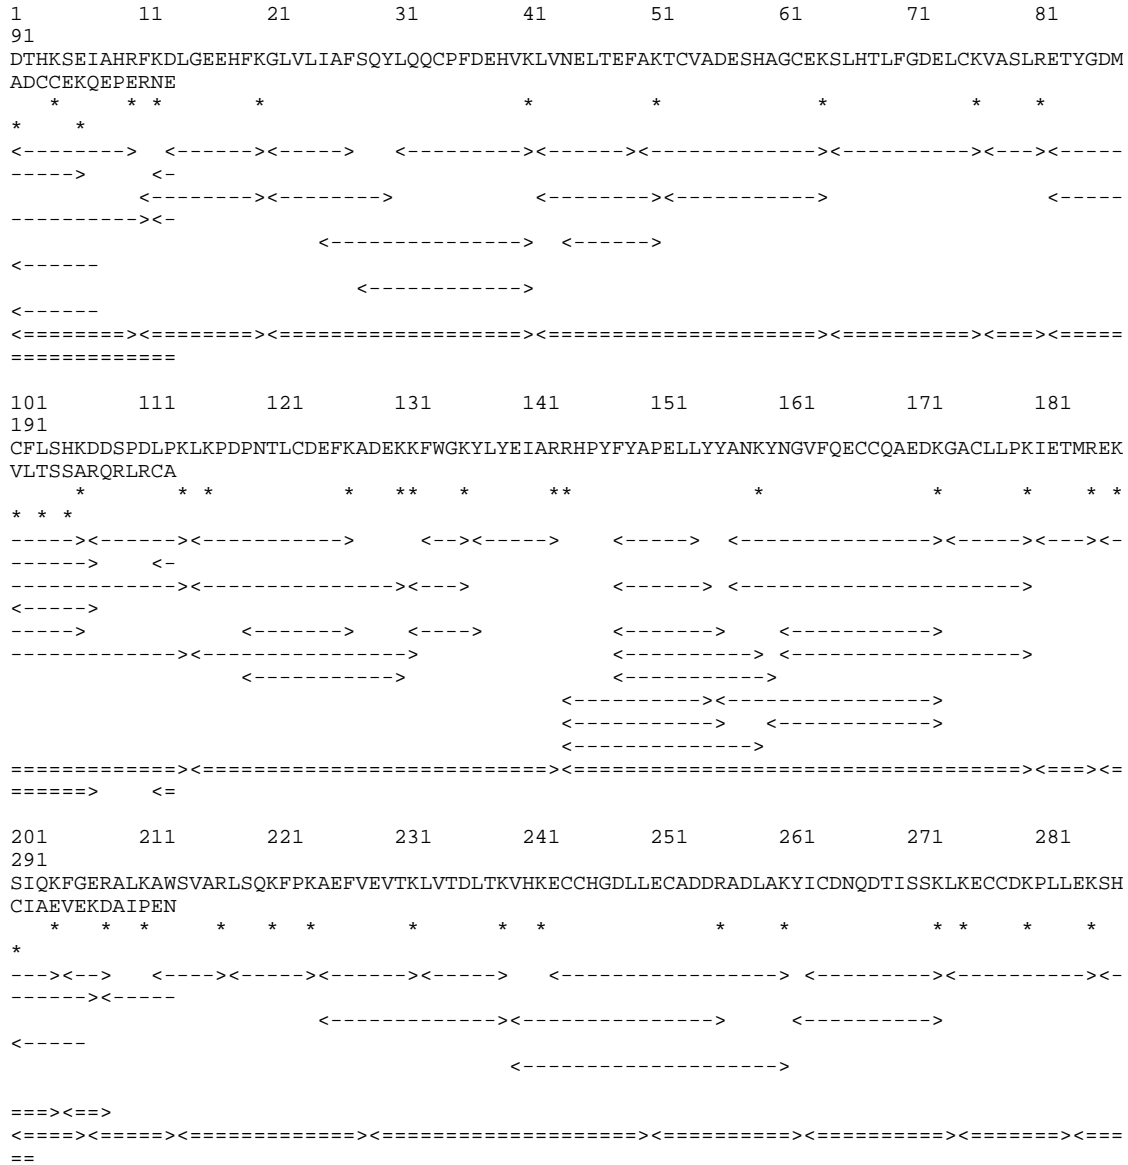 1          11        21        31        41        51        61        71        81
91
DTHKSEIAHRFKDLGEEHFKGLVLIAFSQYLQQCPFDEHVKLVNELTEFAKTCVADESHAGCEKSLHTLFGDELCKVASLRETYGDM
ADCCEKQEPERNE
   *     * *       *                    *         *            *           *    *
*    *
<-------->  <------><----->   <---------><------><-------------><----------><---><-----
----->     <-
          <--------><-------->           <--------><----------->                 <-----
----------><-
                        <--------------->  <------>
<------
                           <------------>
<------
<========><========><===================><=====================><==========><===><=====
=============

101       111       121       131       141       151       161       171       181
191
CFLSHKDDSPDLPKLKPDPNTLCDEFKADEKKFWGKYLYEIARRHPYFYAPELLYYANKYNGVFQECCQAEDKGACLLPKIETMREK
VLTSSARQRLRCA
     *       * *          *   **   *      **              *             *      *    * *
* * *
-----><------><----------->     <--><------>    <----->  <---------------><-----><---><-
------>    <-
-------------><---------------><--->           <------>  <---------------------->
<----->
----->            <------->    <---->          <------->    <----------->
-------------><---------------->               <----------> <------------------>
                  <----------->                <----------->
                                           <----------><---------------->
                                           <----------->   <------------>
                                           <-------------->
=============><===========================><===================================><===><=
======>    <=

201       211       221       231       241       251       261       271       281
291
SIQKFGERALKAWSVARLSQKFPKAEFVEVTKLVTDLTKVHKECCHGDLLECADDRADLAKYICDNQDTISSKLKECCDKPLLEKSH
CIAEVEKDAIPEN
   *   *  *     *   *  *       *      *  *             *    *           * *    *    *
*
---><-->   <----><-----><-------><------>   <-----------------> <----------><----------><-
------><-----
                        <-------------><--------------->     <---------->
<-----
                                       <-------------------->

===><==>
<====><=====><=============><====================><==========><==========><=======><===
==